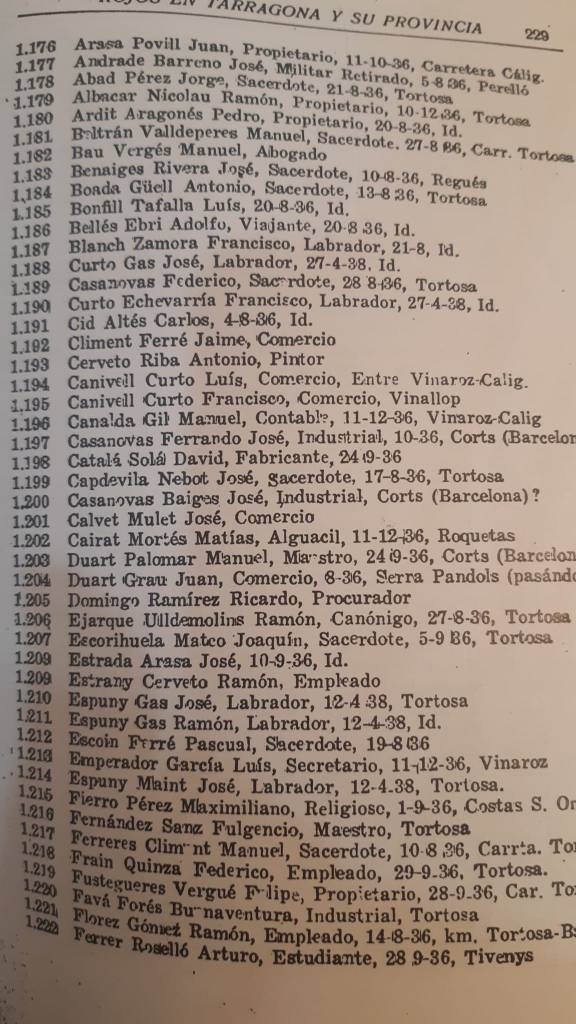 ROJOS EN TARRAGONA Y SU PROVINCIA 229
1.176 Arasa Povill Juan, Propietario, 11-10-36, Carretera Cálig.
1.177 Andrade Barreno José, Militar Retirado, 5-8-36, Perelló
1.178 Abad Pérez Jorge, Sacerdote, 21-8-36, Tortosa
1.179 Albacar Nicolau Ramón, Propietario, 10-12-36, Tortosa
1.180 Ardit Aragonés Pedro, Propietario, 20-8-36, Id.
1.181 Beltrán Valldeperes Manuel, Sacerdote. 27-8-36, Carr. Tortosa
1.182 Bau Vergés Manuel, Abogado
1.183 Benaiges Rivera José, Sacerdote, 10-8-36, Regués
1.184 Boada Güell Antonio, Sacerdote, 13-8-36, Tortosa
1.185 Bonfill Tafalla Luís, 20-8-36, Id.
1.186 Bellés Ebri Adolfo, Viajante, 20-8-36, Id.
1.187 Blanch Zamora Francisco, Labrador, 21-8, Id.
1.188 Curto Gas José, Labrador, 27-4-38. Id.
1.189 Casanovas Federico, Sacerdote, 28-8-36, Tortosa
1.190 Curto Echevarría Francisco, Labrador, 27-4-38, Id.
1.191 Cid Altés Carlos, 4-8-36, Id.
1.192 Climent Ferré Jaime, Comercio
1.193 Cerveto Riba Antonio, Pintor
1.194 Canivell Curto Luís, Comercio, Entre Vinaroz-Calig.
1.195 Canivell Curto Francisco, Comercio, Vinallop
1.196 Canalda Gil Manuel, Contable, 11-12-36, Vinaroz-Calig
1.197 Casanovas Ferrando José, Industrial, 10-36, Corts (Barcelon
1.198 Catalá Solá David, Fabricante, 24-9-36
1.199 Capdevila Nebot José, Sacerdote, 17-8-36, Tortosa
1.200 Casanovas Baiges José, Industrial, Corts (Barcelona)?
1.201 Calvet Mulet José, Comercio
1.202 Cairat Mortés Matías, Alguacil, 11-12-36, Roquetas
1.203 Duart Palomar Manuel, Maestro, 24-9-36, Corts (Barcelon
1.204 Duart Grau Juan, Comercio, 8-36, Serra Pandols (pasándo
1.205 Domingo Ramírez Ricardo, Procurador
1.206 Ejarque Ulldemolins Ramón, Canónigo, 27-8-36, Tortosa
1.207 Escorihuela Mateo Joaquín, Sacerdote, 5-9-36, Tortosa
1.209 Estrada Arasa José, 10-9-36, Id.
1.209 Estrany Cerveto Ramón, Empleado
1.210 Espuny Gas José, Labrador, 12-4-38, Tortosa
1.211 Espuny Gas Ramón, Labrador, 12-4-38, Id.
1.212 Escoin Ferré Pascual, Sacerdote, 19-8-36
1.213 Emperador García Luís, Secretario, 11-12-36, Vinaroz
1.214 Espuny Maint José, Labrador, 12-4.38, Tortosa.
1.215 Fierro Pérez Maximiliano, Religioso, 1-9-36, Costas S. On
1.216 Fernández Sanz Fulgencio, Maestro, Tortosa
1.217 Ferreres Climent Manuel, Sacerdote, 10-8-36, Carrta. To
1.218 Frain Quinza Federico, Empleado, 29-9-36, Tortosa.
1.219 Fustegueres Vergué Felipe, Propietario, 28-9-36, Car. To
1.220 Favá Forés Buenaventura, Industrial, Tortosa
1.221 Florez Gómez Ramón, Empleado, 14-8-36, km. Tortosa-B
1.222 Ferrer Roselló Arturo, Estudiante, 28-9-36, Tivenys